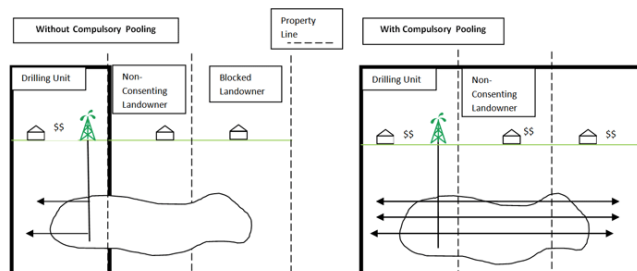 Without Compulsory Pooling
Property
Line
With Compulsory Pooling
Drilling Unit
Non-
Consenting
Landowner
Blocked
Landowner
$$
Drilling Unit
Non-
Consenting
Landowner
$$
$$
$$